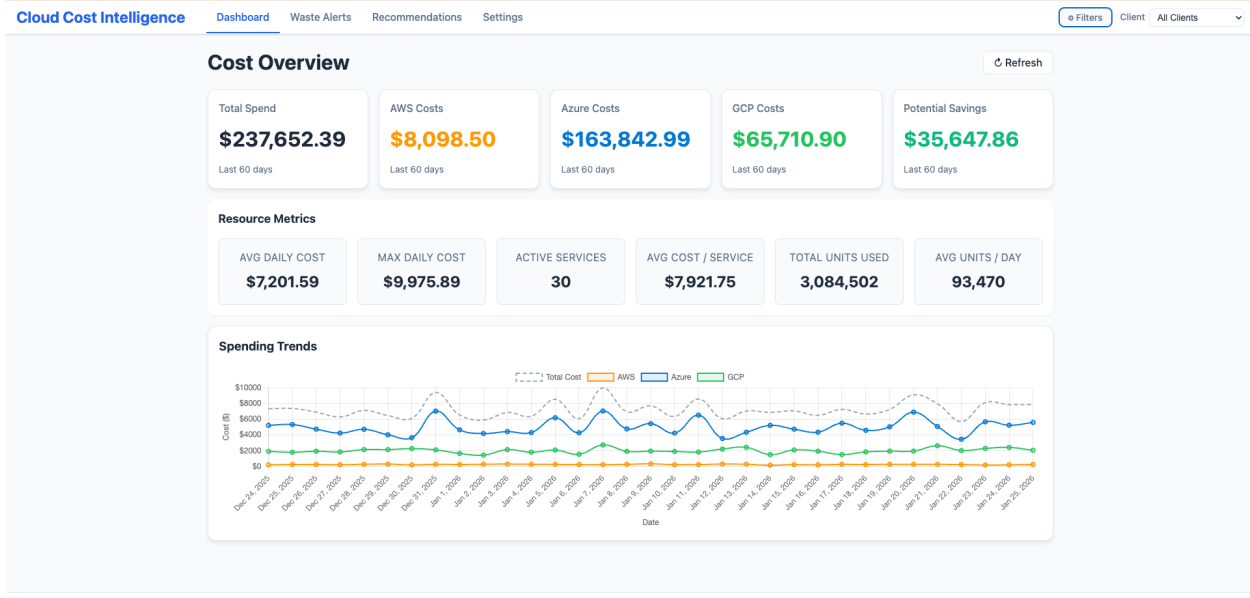 Cloud Cost Intelligence Dashboard Waste Alerts Recommendations Settings ⚙ Filters Client All Clients
Cost Overview
↻ Refresh
Total Spend
$237,652.39
Last 60 days
AWS Costs
$8,098.50
Last 60 days
Azure Costs
$163,842.99
Last 60 days
GCP Costs
$65,710.90
Last 60 days
Potential Savings
$35,647.86
Last 60 days
Resource Metrics
AVG DAILY COST
$7,201.59
MAX DAILY COST
$9,975.89
ACTIVE SERVICES
30
AVG COST / SERVICE
$7,921.75
TOTAL UNITS USED
3,084,502
AVG UNITS / DAY
93,470
Spending Trends
Total Cost AWS Azure GCP
Cost ($)
$10000
$8000
$6000
$4000
$2000
$0
Dec 24, 2025
Dec 25, 2025
Dec 26, 2025
Dec 27, 2025
Dec 28, 2025
Dec 29, 2025
Dec 30, 2025
Dec 31, 2025
Jan 1, 2026
Jan 2, 2026
Jan 3, 2026
Jan 4, 2026
Jan 5, 2026
Jan 6, 2026
Jan 7, 2026
Jan 8, 2026
Jan 9, 2026
Jan 10, 2026
Jan 11, 2026
Jan 12, 2026
Jan 13, 2026
Jan 14, 2026
Jan 15, 2026
Jan 16, 2026
Jan 17, 2026
Jan 18, 2026
Jan 19, 2026
Jan 20, 2026
Jan 21, 2026
Jan 22, 2026
Jan 23, 2026
Jan 24, 2026
Jan 25, 2026
Date